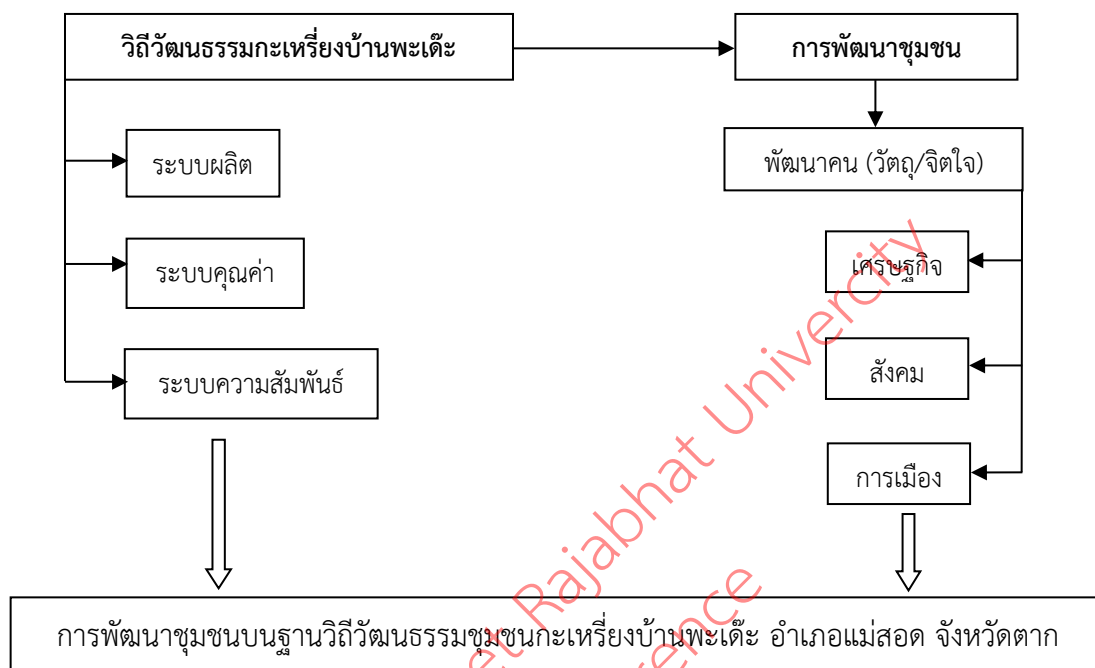 วิถีวัฒนธรรมกะเหรี่ยงบ้านพะเด๊ะ
การพัฒนาชุมชน
ระบบผลิต
พัฒนาคน (วัตถุ/จิตใจ)
ระบบคุณค่า
เศรษฐกิจ
ระบบความสัมพันธ์
สังคม
การเมือง
การพัฒนาชุมชนบนฐานวิถีวัฒนธรรมชุมชนกะเหรี่ยงบ้านพะเด๊ะ อำเภอแม่สอด จังหวัดตาก
et Rajabhat Univercity
rence